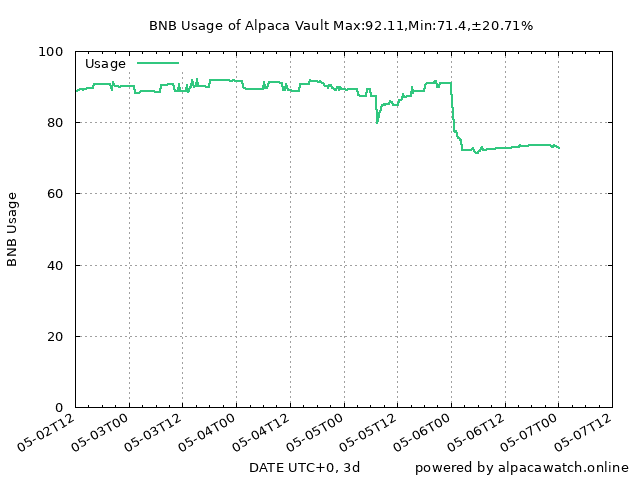 BNB Usage of Alpaca Vault Max:92.11,Min:71.4,±20.71%
Usage
100
80
60
40
20
0
BNB Usage
05-02T12
05-03T00
05-03T12
05-04T00
05-04T12
05-05T00
05-05T12
05-06T00
05-06T12
05-07T00
05-07T12
DATE UTC+0, 3d
powered by alpacawatch.online